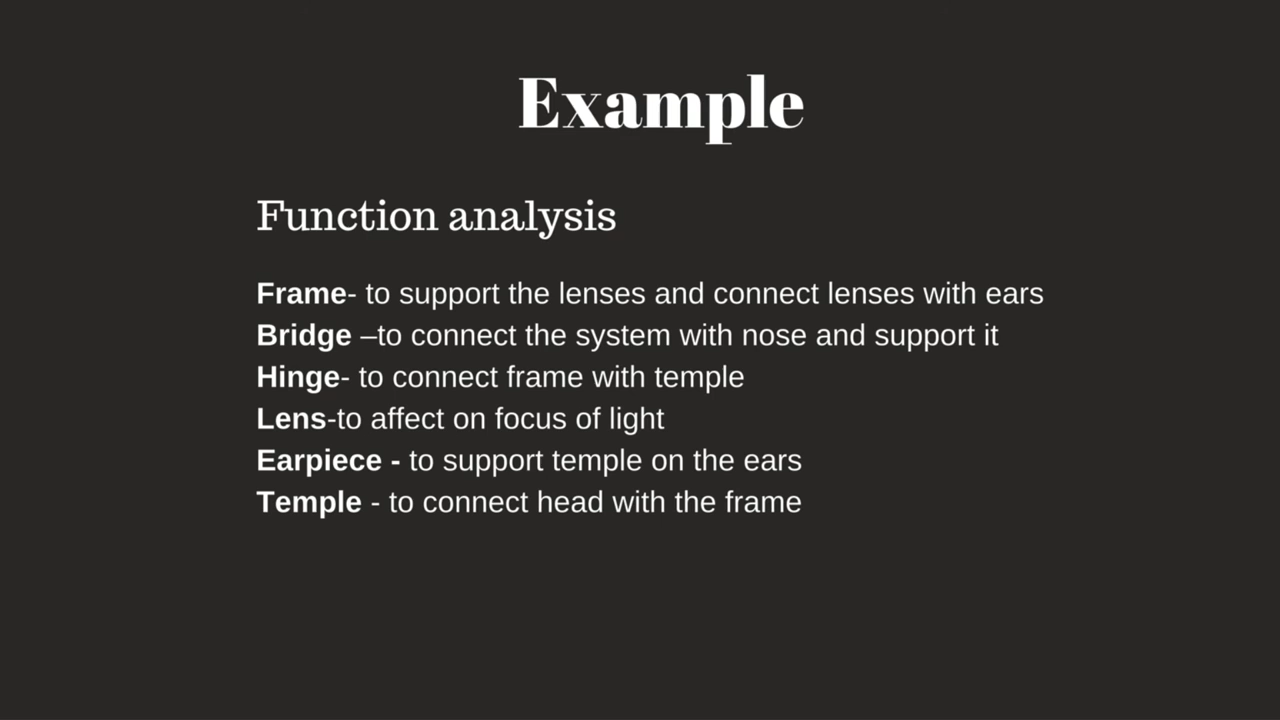 Example
Function analysis
Frame- to support the lenses and connect lenses with ears
Bridge –to connect the system with nose and support it
Hinge- to connect frame with temple
Lens-to affect on focus of light
Earpiece - to support temple on the ears
Temple - to connect head with the frame